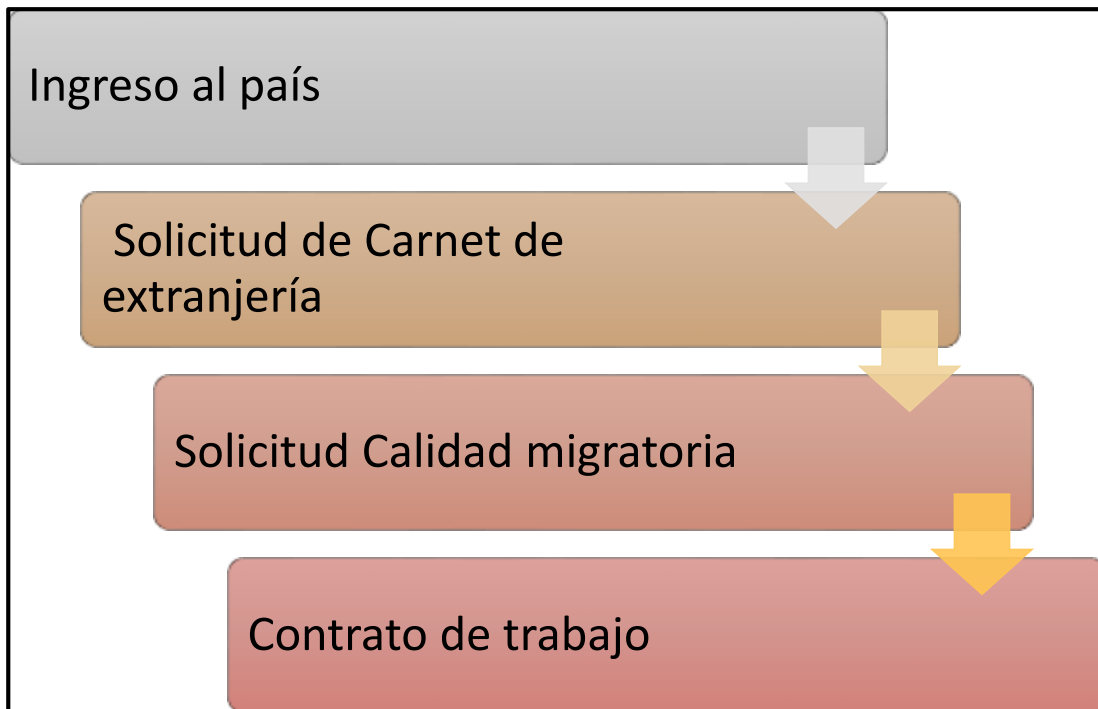 Ingreso al país
Solicitud de Carnet de
extranjería
Solicitud Calidad migratoria
Contrato de trabajo